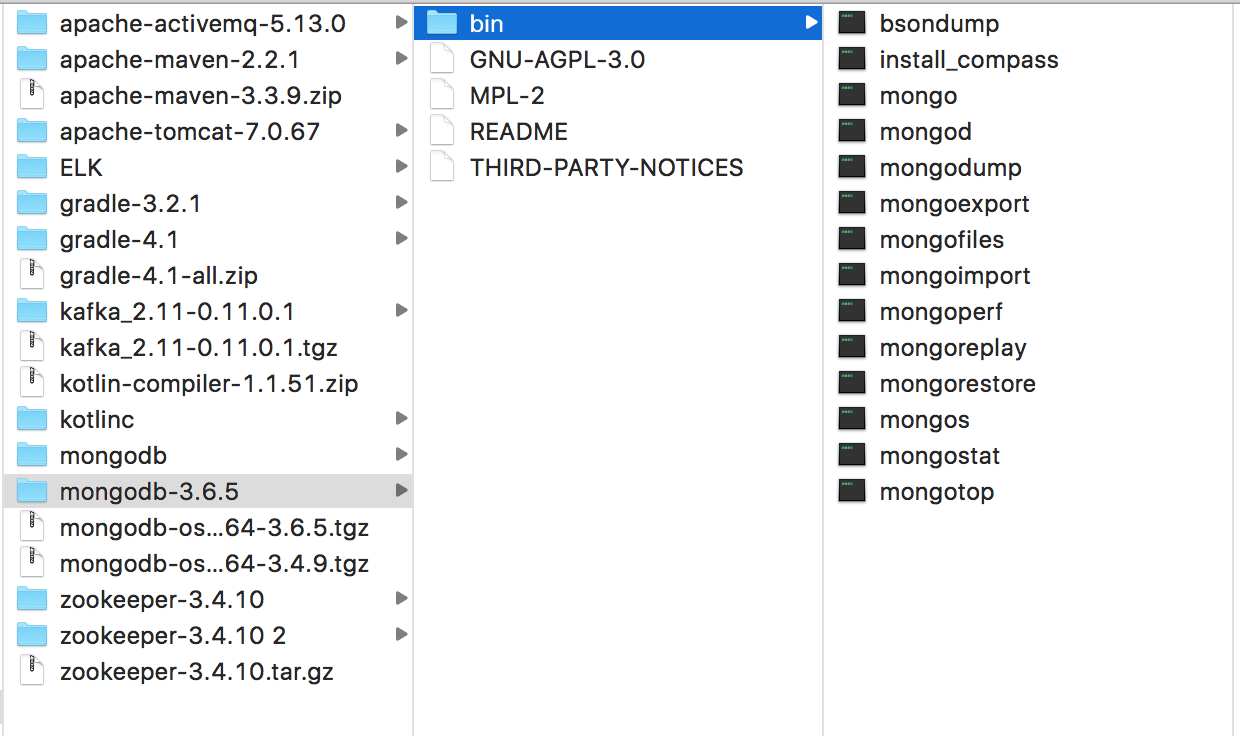 apache-activemq-5.13.0
apache-maven-2.2.1
apache-maven-3.3.9.zip
apache-tomcat-7.0.67
ELK
gradle-3.2.1
gradle-4.1
gradle-4.1-all.zip
kafka_2.11-0.11.0.1
kafka_2.11-0.11.0.1.tgz
kotlin-compiler-1.1.51.zip
kotlinc
mongodb
mongodb-3.6.5
mongodb-os...64-3.6.5.tgz
mongodb-os...64-3.4.9.tgz
zookeeper-3.4.10
zookeeper-3.4.10 2
zookeeper-3.4.10.tar.gz
bin
GNU-AGPL-3.0
MPL-2
README
THIRD-PARTY-NOTICES
bsondump
install_compass
mongo
mongod
mongodump
mongoexport
mongofiles
mongoimport
mongoperf
mongoreplay
mongorestore
mongos
mongostat
mongotop